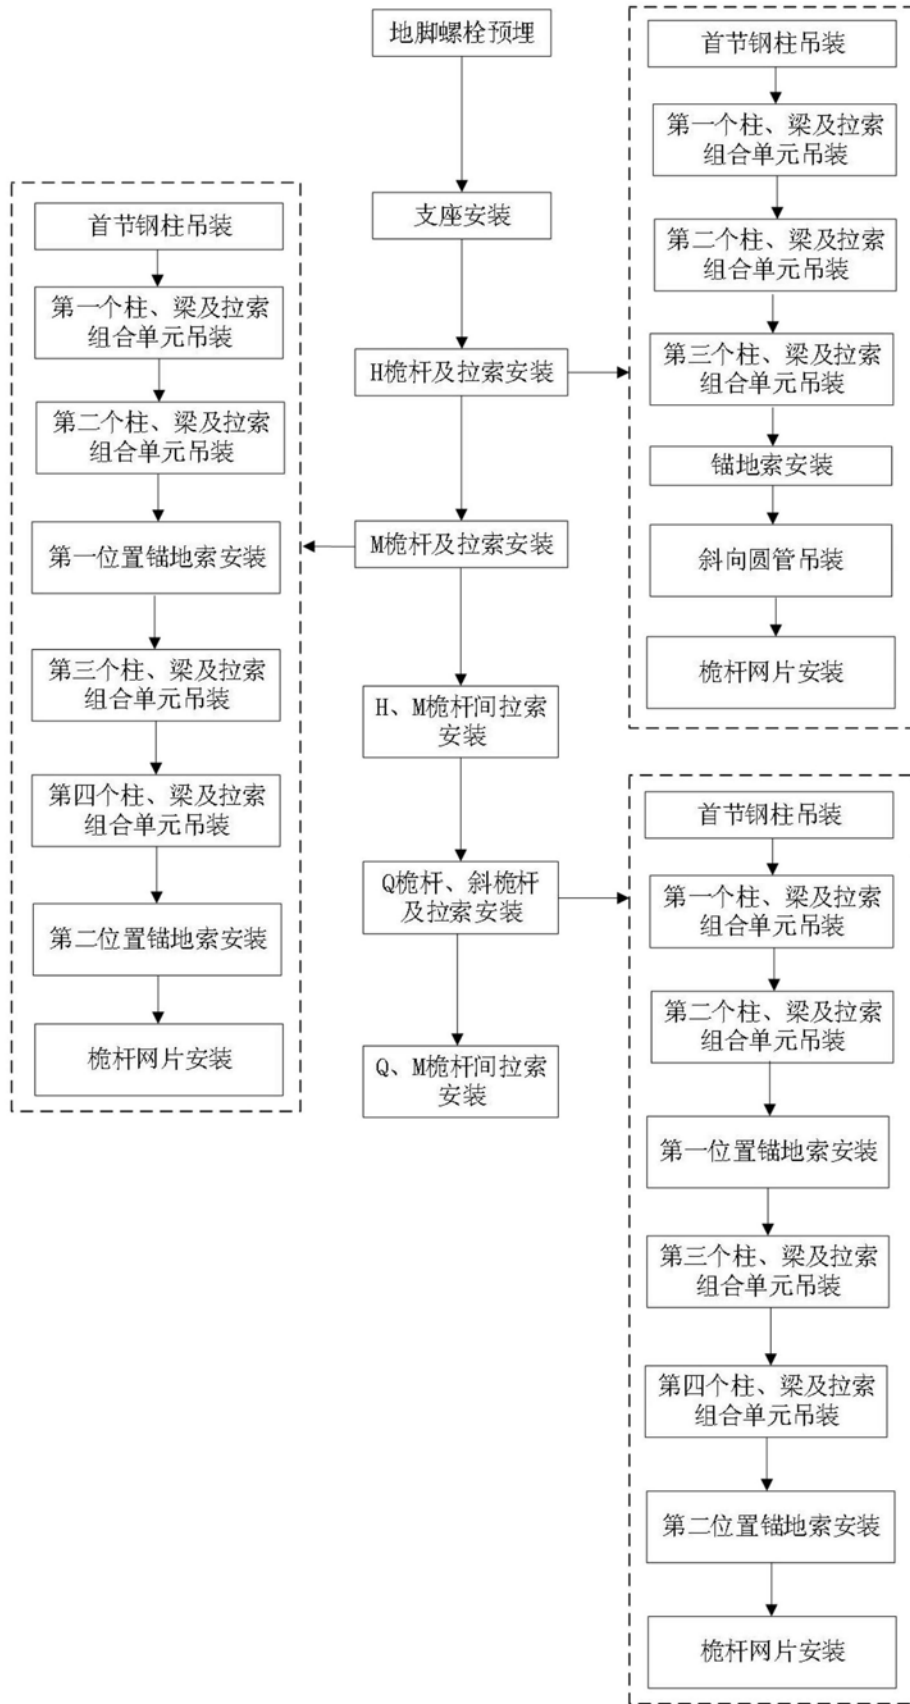 地脚螺栓预埋
支座安装
H桅杆及拉索安装
M桅杆及拉索安装
H、M桅杆间拉索
安装
Q桅杆、斜桅杆
及拉索安装
Q、M桅杆间拉索
安装
首节钢柱吊装
第一个柱、梁及拉索
组合单元吊装
第二个柱、梁及拉索
组合单元吊装
第三个柱、梁及拉索
组合单元吊装
锚地索安装
斜向圆管吊装
桅杆网片安装
首节钢柱吊装
第一个柱、梁及拉索
组合单元吊装
第二个柱、梁及拉索
组合单元吊装
第一位置锚地索安装
第三个柱、梁及拉索
组合单元吊装
第四个柱、梁及拉索
组合单元吊装
第二位置锚地索安装
桅杆网片安装
首节钢柱吊装
第一个柱、梁及拉索
组合单元吊装
第二个柱、梁及拉索
组合单元吊装
第一位置锚地索安装
第三个柱、梁及拉索
组合单元吊装
第四个柱、梁及拉索
组合单元吊装
第二位置锚地索安装
桅杆网片安装